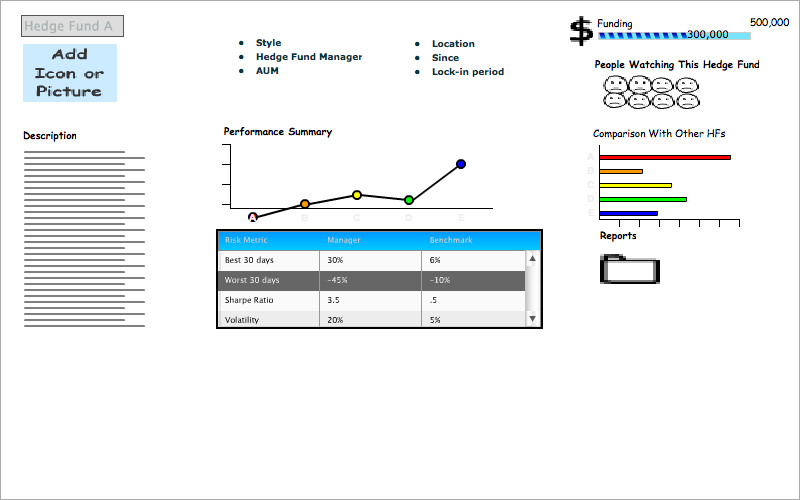 Hedge Fund A
Add
Icon or
Picture
Style
Hedge Fund Manager
AUM
Location
Since
Lock-in period
$
Funding
500,000
300,000
People Watching This Hedge Fund
Description
Performance Summary
A B C D E
Risk Metric Manager Benchmark
Best 30 days 30% 6%
Worst 30 days -45% -10%
Sharpe Ratio 3.5 .5
Volatility 20% 5%
Comparison With Other HFs
A
B
C
D
E
Reports